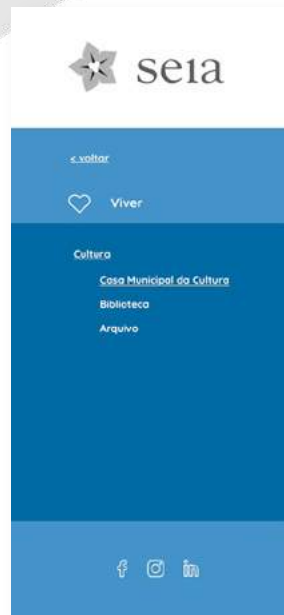 seia
< voltar
Viver
Cultura
Casa Municipal da Cultura
Biblioteca
Arquivo